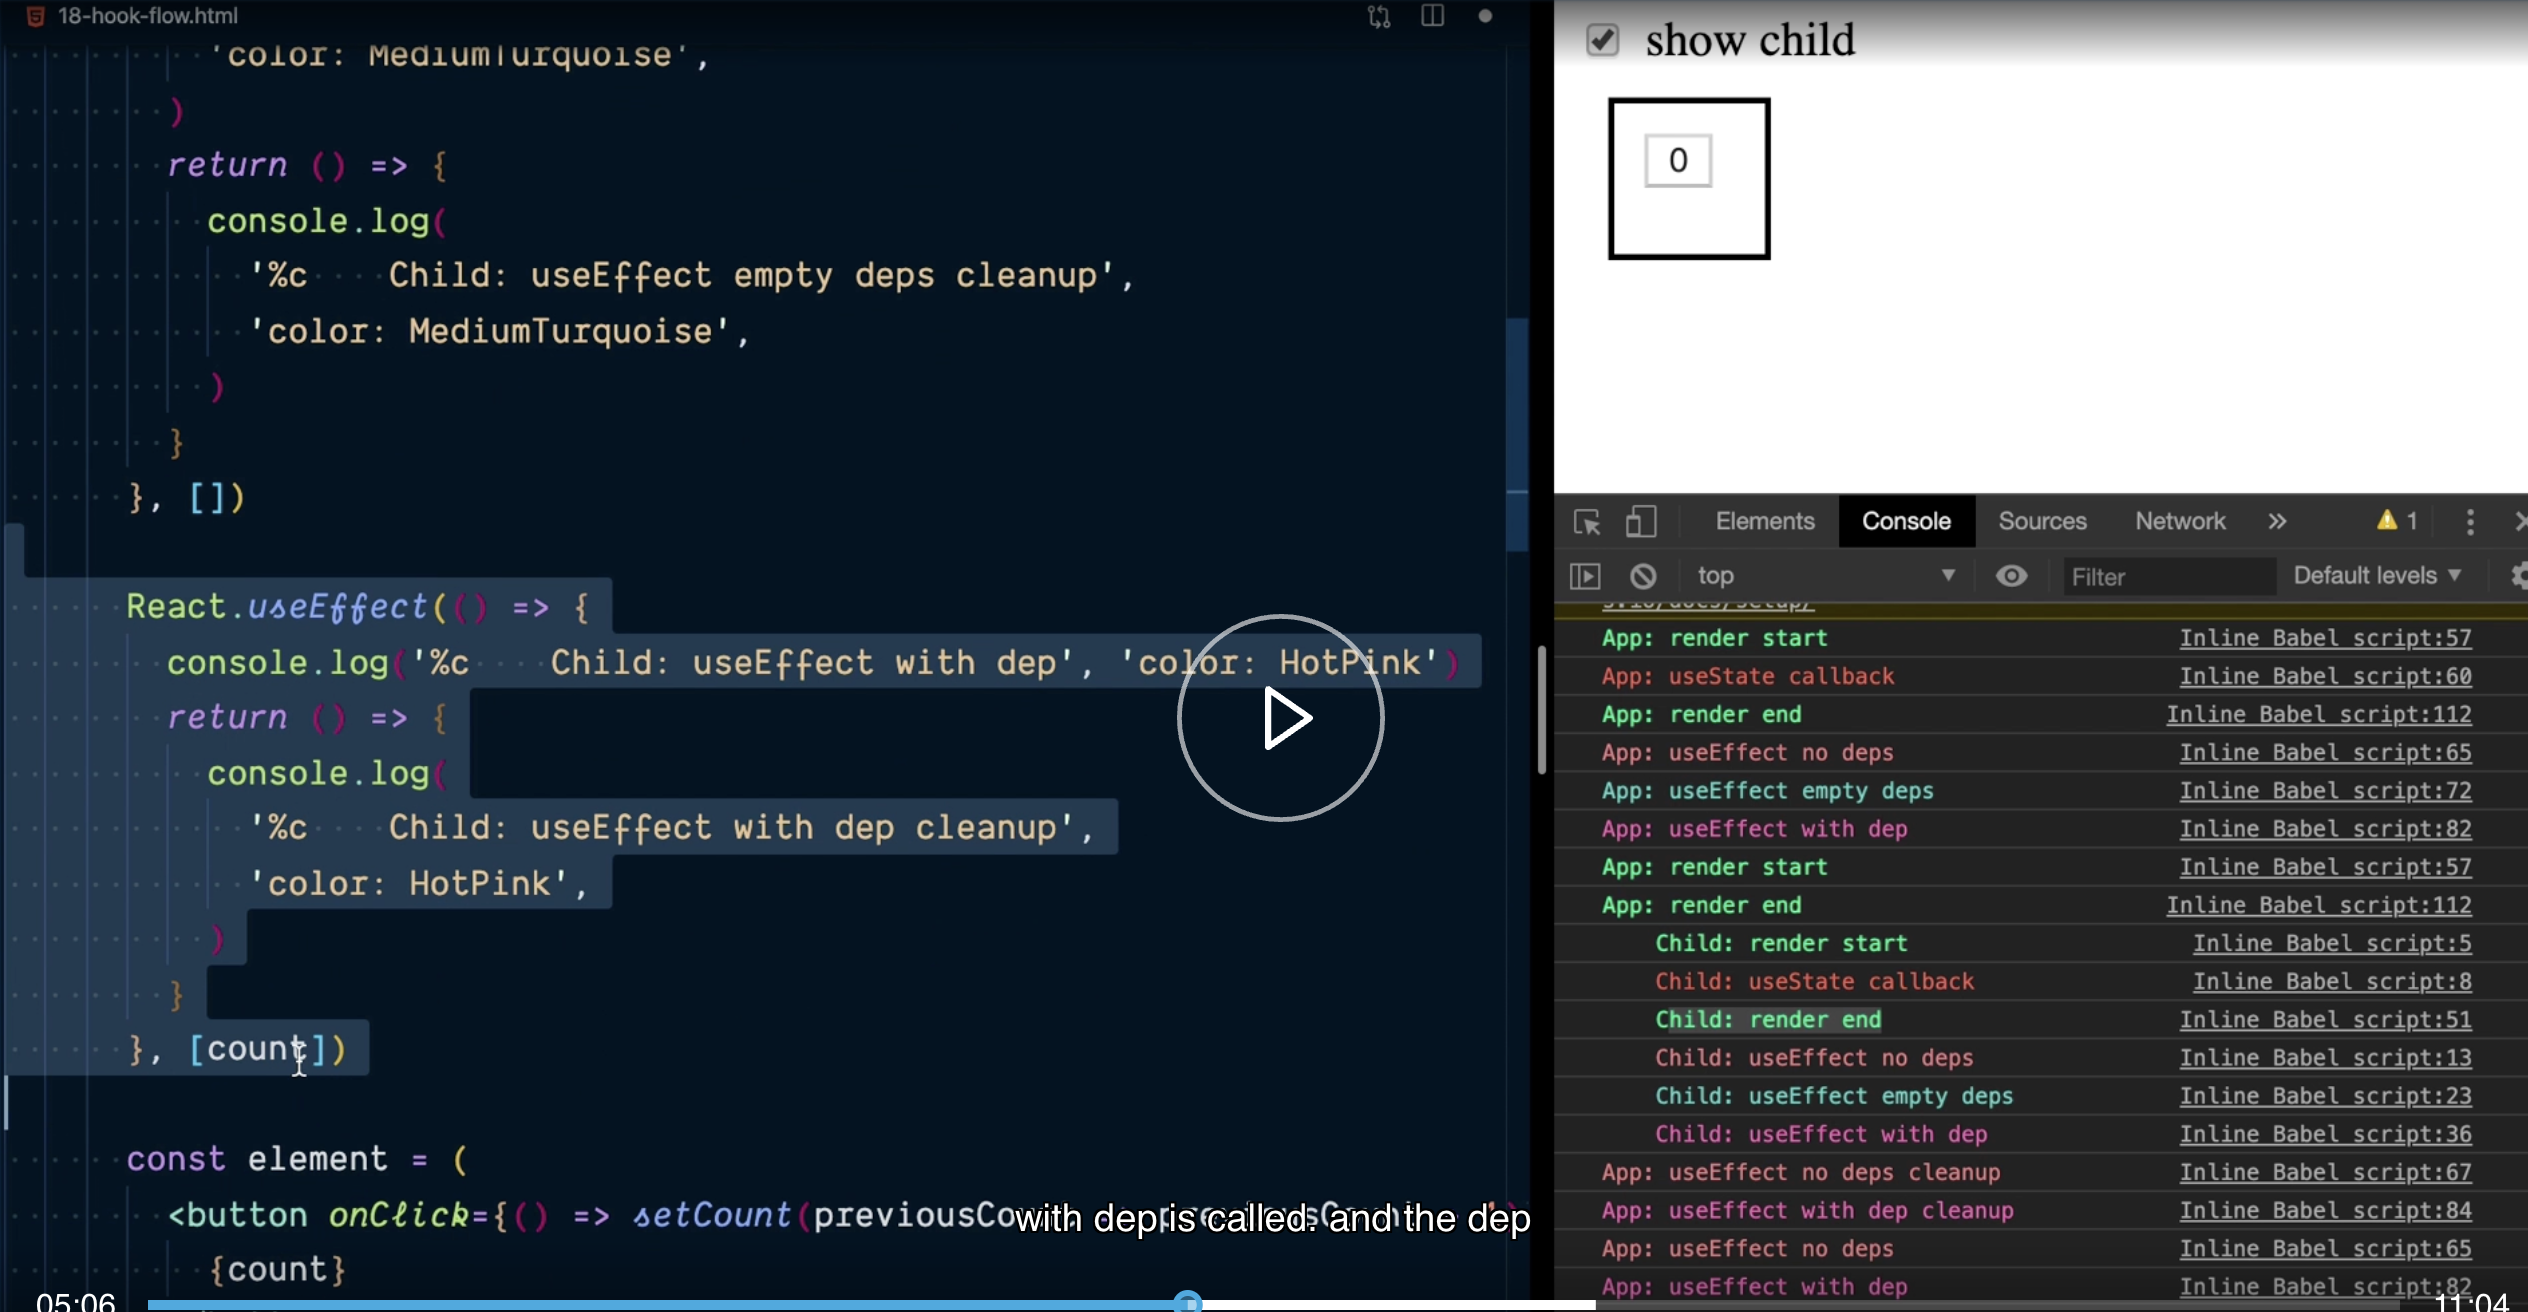 18-hook-flow.html
'color: MediumTurquoise',
)
return () => {
console.log(
'%c    Child: useEffect empty deps cleanup',
'color: MediumTurquoise',
)
}
}, [])
React.useEffect(() => {
console.log('%c    Child: useEffect with dep', 'color: HotPink')
return () => {
console.log(
'%c    Child: useEffect with dep cleanup',
'color: HotPink',
)
}
}, [count])
const element = (
<button onClick={() => setCount(
{count}
with dep is called. and the dep
05:06
11:04
show child
0
Elements Console Sources Network » 1
top Filter Default levels
App: render start Inline Babel script:57
App: useState callback Inline Babel script:60
App: render end Inline Babel script:112
App: useEffect no deps Inline Babel script:65
App: useEffect empty deps Inline Babel script:72
App: useEffect with dep Inline Babel script:82
App: render start Inline Babel script:57
App: render end Inline Babel script:112
Child: render start Inline Babel script:5
Child: useState callback Inline Babel script:8
Child: render end Inline Babel script:51
Child: useEffect no deps Inline Babel script:13
Child: useEffect empty deps Inline Babel script:23
Child: useEffect with dep Inline Babel script:36
App: useEffect no deps cleanup Inline Babel script:67
App: useEffect with dep cleanup Inline Babel script:84
App: useEffect no deps Inline Babel script:65
App: useEffect with dep Inline Babel script:82